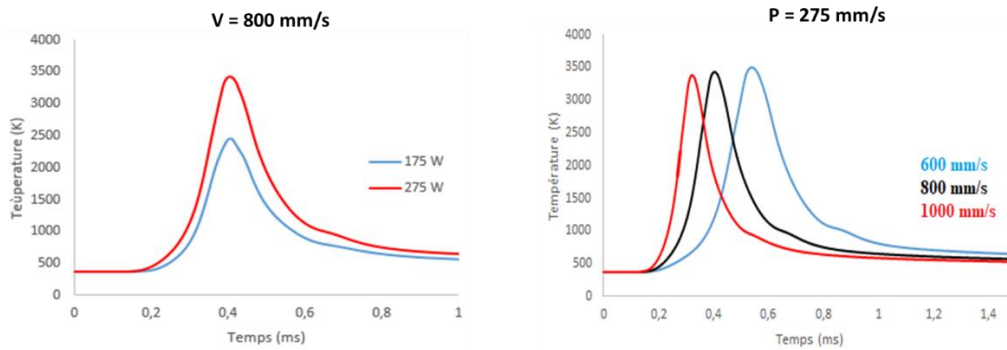 V = 800 mm/s
4000
3500
3000
2500
2000
1500
1000
500
0
Teùperature (K)
0
0,2
0,4
0,6
0,8
1
Temps (ms)
175 W
275 W
P = 275 mm/s
4000
3500
3000
2500
2000
1500
1000
500
0
Température (K)
0
0,2
0,4
0,6
0,8
1
1,2
1,4
Temps (ms)
600 mm/s
800 mm/s
1000 mm/s